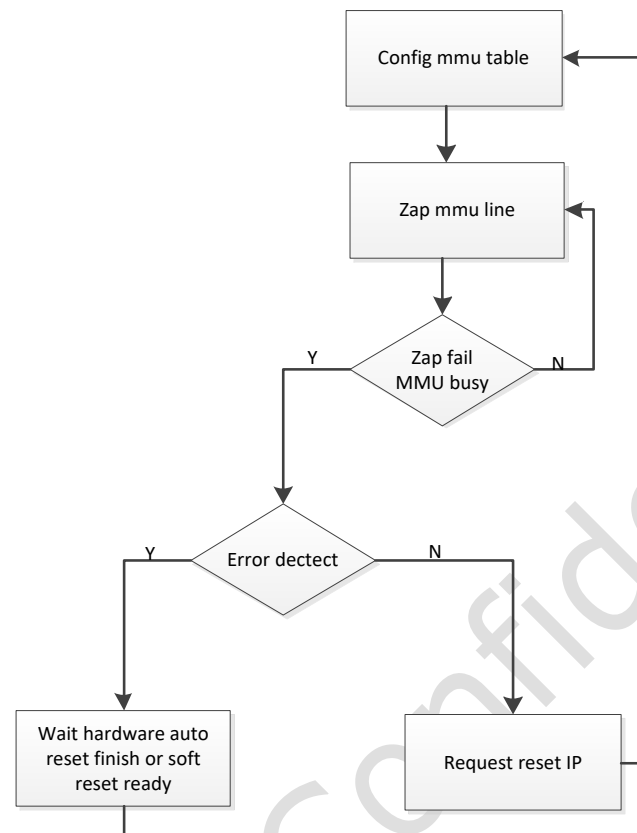 Config mmu table
Zap mmu line
Zap fail
MMU busy
Y
N
Error dectect
Y
N
Wait hardware auto
reset finish or soft
reset ready
Request reset IP
Confide